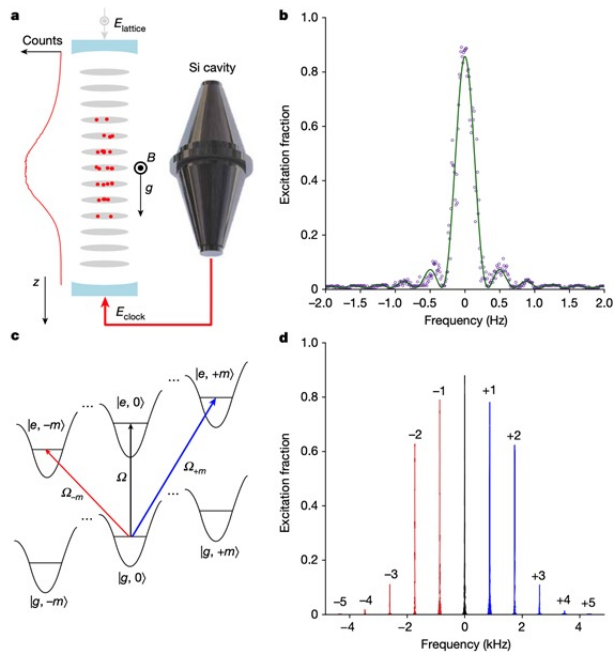 a
E_lattice
Counts
Si cavity
B
g
z
E_clock
b
Excitation fraction
1.0
0.8
0.6
0.4
0.2
0
−2.0 −1.5 −1.0 −0.5 0 0.5 1.0 1.5 2.0
Frequency (Hz)
c
|e, −m⟩ ... |e, 0⟩ ... |e, +m⟩
Ω_−m Ω Ω_+m
|g, −m⟩ ... |g, 0⟩ ... |g, +m⟩
d
Excitation fraction
1.0
0.8
0.6
0.4
0.2
0
−5 −4 −3 −2 −1 +1 +2 +3 +4 +5
−4 −2 0 2 4
Frequency (kHz)